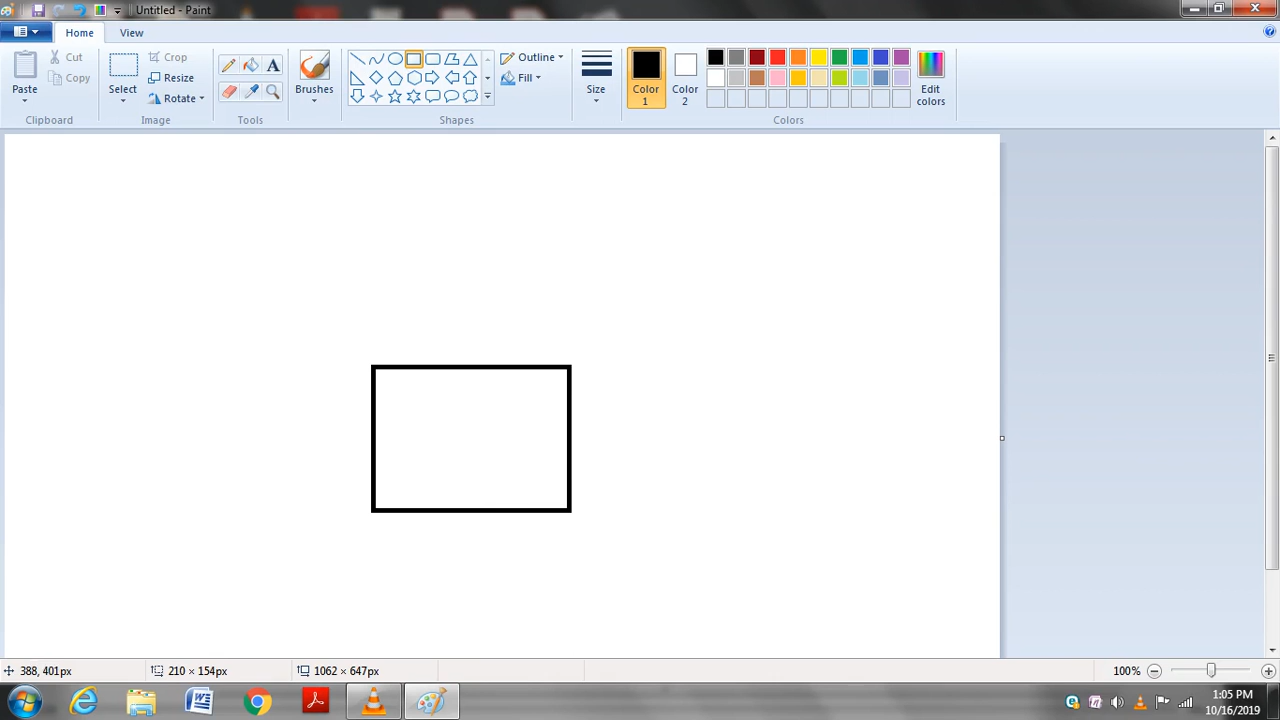 Untitled - Paint
Home View
Paste
Cut
Copy
Clipboard
Select
Crop
Resize
Rotate
Image
Tools
Brushes
Outline
Fill
Shapes
Size
Color 1
Color 2
Edit colors
Colors
388, 401px 210 × 154px 1062 × 647px 100%
1:05 PM
10/16/2019